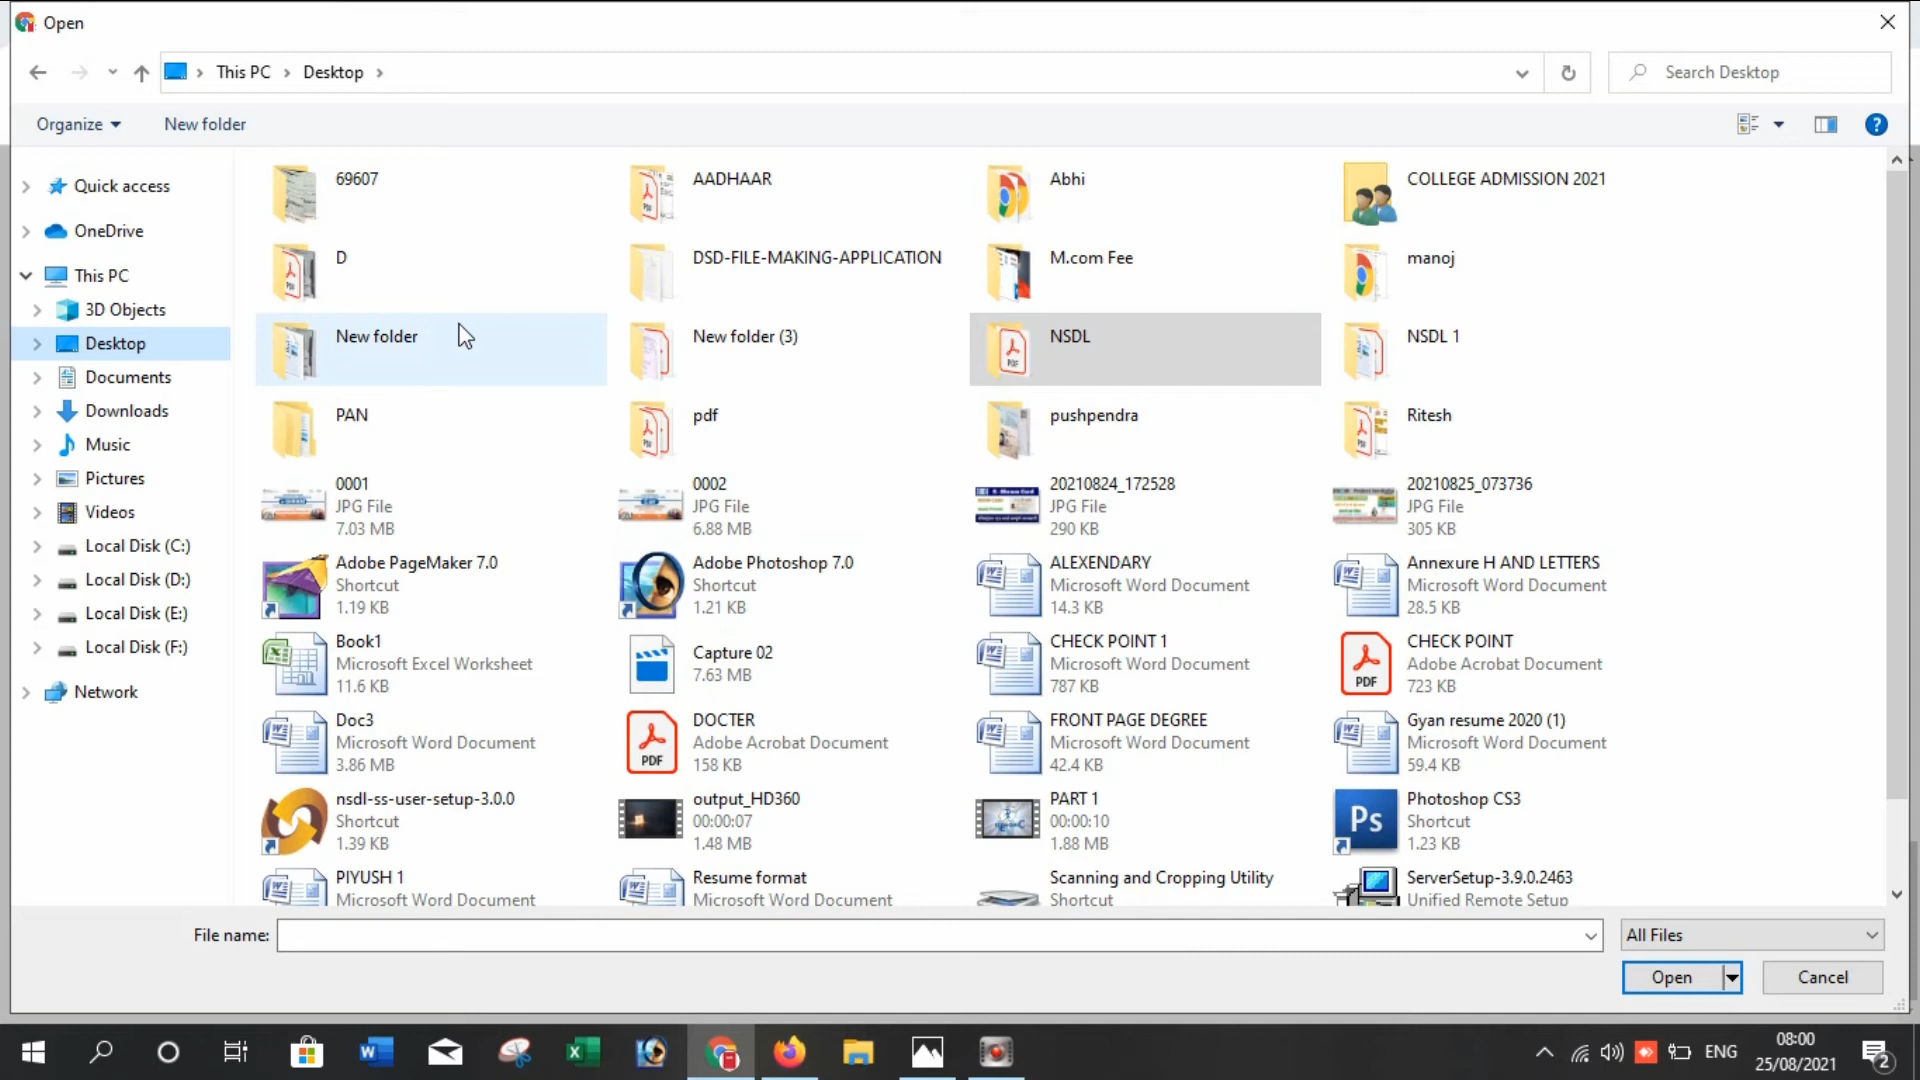 Open
This PC
Desktop
Search Desktop
Organize
New folder
Quick access
OneDrive
This PC
3D Objects
Desktop
Documents
Downloads
Music
Pictures
Videos
Local Disk (C:)
Local Disk (D:)
Local Disk (E:)
Local Disk (F:)
Network
69607
AADHAAR
Abhi
COLLEGE ADMISSION 2021
D
DSD-FILE-MAKING-APPLICATION
M.com Fee
manoj
New folder
New folder (3)
NSDL
NSDL 1
PAN
pdf
pushpendra
Ritesh
0001
JPG File
7.03 MB
0002
JPG File
6.88 MB
20210824_172528
JPG File
290 KB
20210825_073736
JPG File
305 KB
Adobe PageMaker 7.0
Shortcut
1.19 KB
Adobe Photoshop 7.0
Shortcut
1.21 KB
ALEXENDARY
Microsoft Word Document
14.3 KB
Annexure H AND LETTERS
Microsoft Word Document
28.5 KB
Book1
Microsoft Excel Worksheet
11.6 KB
Capture 02
7.63 MB
CHECK POINT 1
Microsoft Word Document
787 KB
CHECK POINT
Adobe Acrobat Document
723 KB
Doc3
Microsoft Word Document
3.86 MB
DOCTER
Adobe Acrobat Document
158 KB
FRONT PAGE DEGREE
Microsoft Word Document
42.4 KB
Gyan resume 2020 (1)
Microsoft Word Document
59.4 KB
nsdl-ss-user-setup-3.0.0
Shortcut
1.39 KB
output_HD360
00:00:07
1.48 MB
PART 1
00:00:10
1.88 MB
Photoshop CS3
Shortcut
1.23 KB
PIYUSH 1
Microsoft Word Document
Resume format
Microsoft Word Document
Scanning and Cropping Utility
Shortcut
ServerSetup-3.9.0.2463
Unified Remote Setup
File name:
All Files
Open
Cancel
ENG
08:00
25/08/2021
2